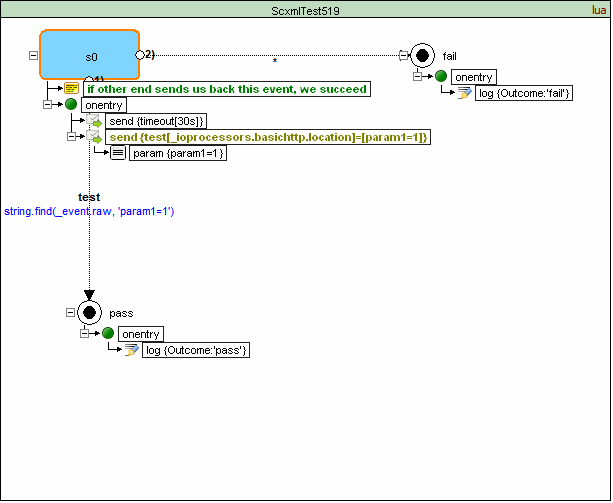 ScxmlTest519
lua
s0
2)
*
fail
1)
if other end sends us back this event, we succeed
onentry
onentry
log {Outcome:'fail'}
send {timeout[30s]}
send {test[_ioprocessors.basichttp.location]=[param1=1]}
param {param1=1}
test
string.find(_event.raw, 'param1=1')
pass
onentry
log {Outcome:'pass'}